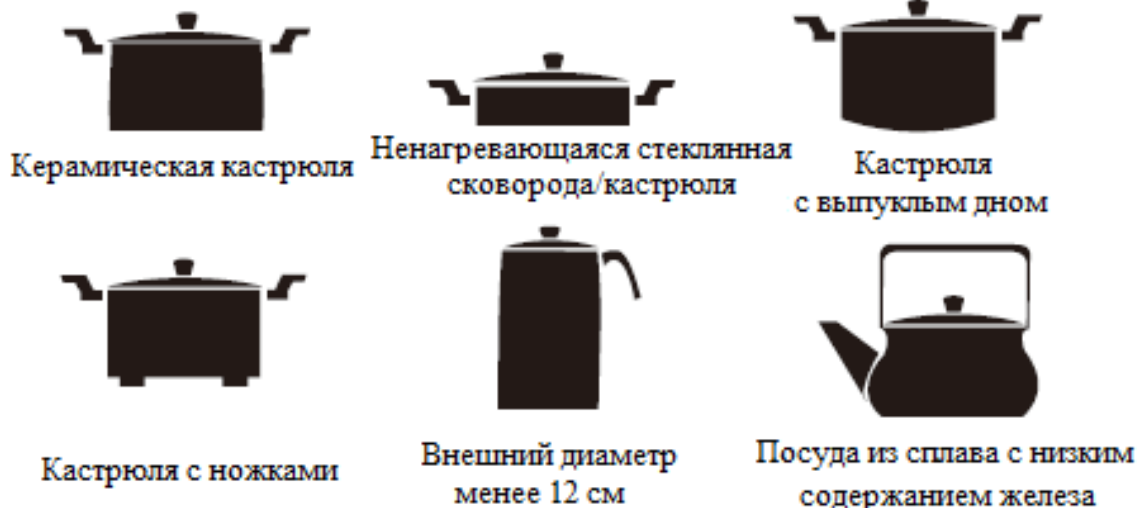 Керамическая кастрюля
Ненагревающаяся стеклянная
сковорода/кастрюля
Кастрюля
с выпуклым дном
Кастрюля с ножками
Внешний диаметр
менее 12 см
Посуда из сплава с низким
содержанием железа